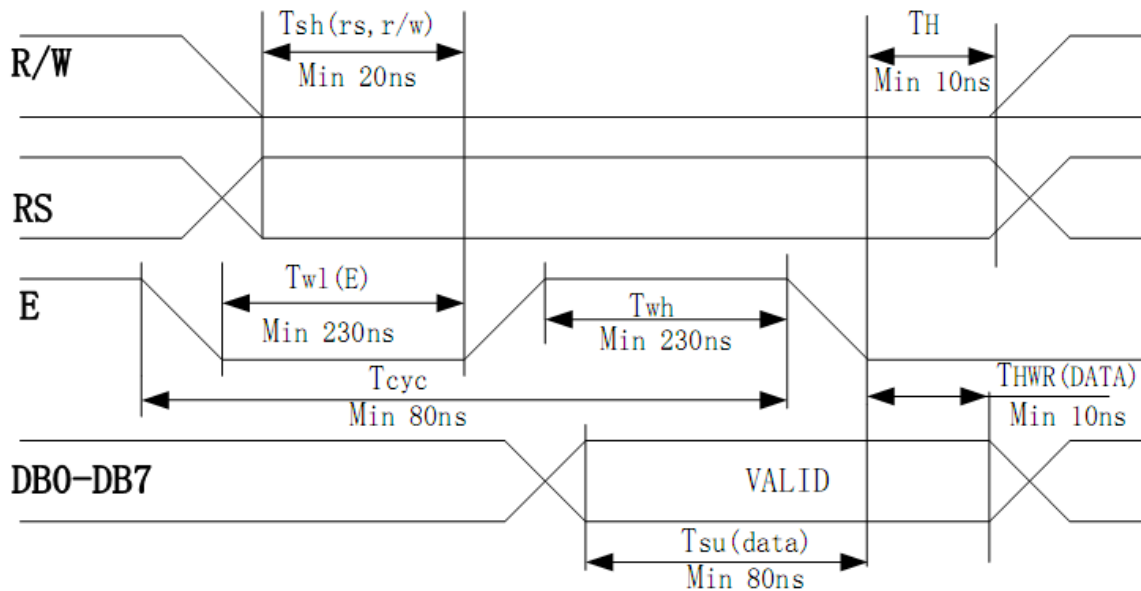 Tsh(rs,r/w)
TH
R/W
Min 20ns
Min 10ns
RS
Twl(E)
E
Twh
Min 230ns
Min 230ns
Tcyc
THWR(DATA)
Min 80ns
Min 10ns
DB0-DB7
VALID
Tsu(data)
Min 80ns